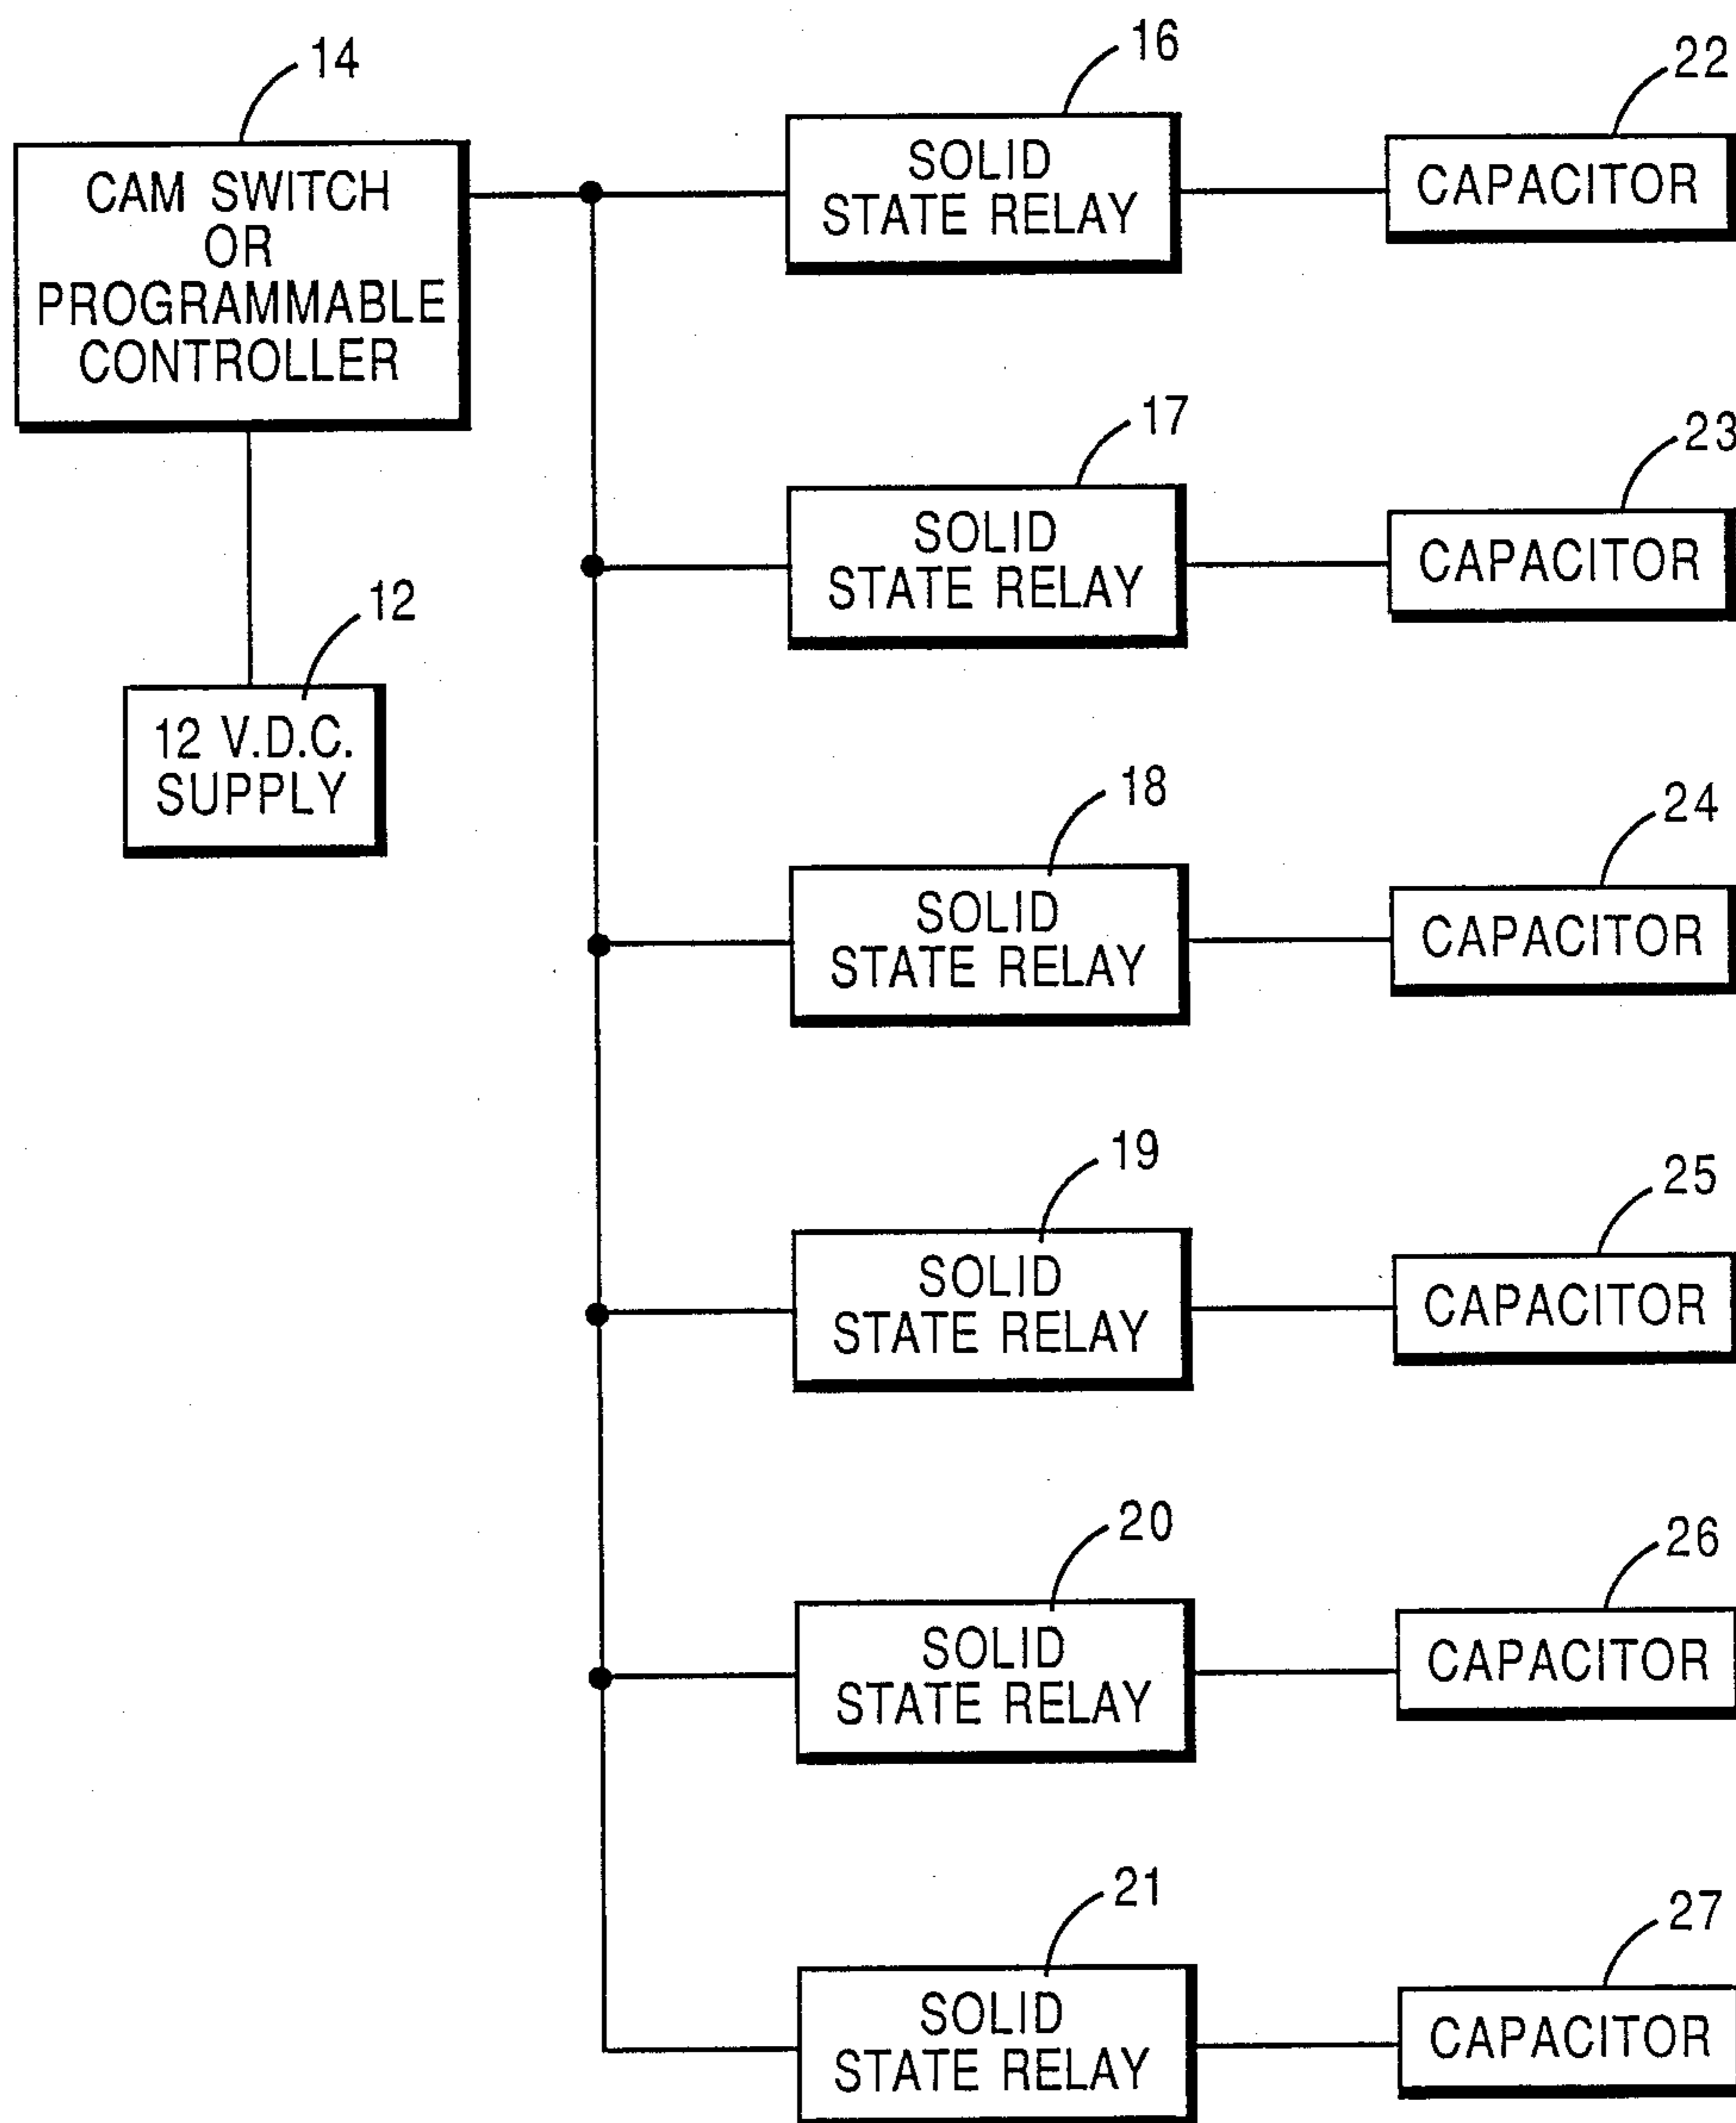 14
CAM SWITCH
OR
PROGRAMMABLE
CONTROLLER
12
12 V.D.C.
SUPPLY
16
SOLID
STATE RELAY
22
CAPACITOR
17
SOLID
STATE RELAY
23
CAPACITOR
18
SOLID
STATE RELAY
24
CAPACITOR
19
SOLID
STATE RELAY
25
CAPACITOR
20
SOLID
STATE RELAY
26
CAPACITOR
21
SOLID
STATE RELAY
27
CAPACITOR